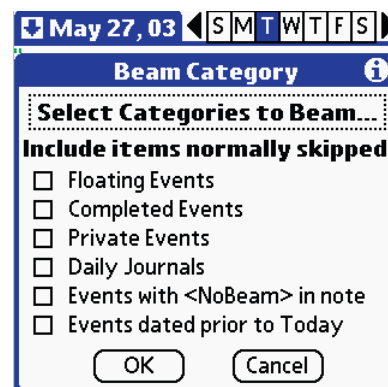 May 27, 03 S M T W T F S
Beam Category i
Select Categories to Beam...
Include items normally skipped
Floating Events
Completed Events
Private Events
Daily Journals
Events with <NoBeam> in note
Events dated prior to Today
OK Cancel